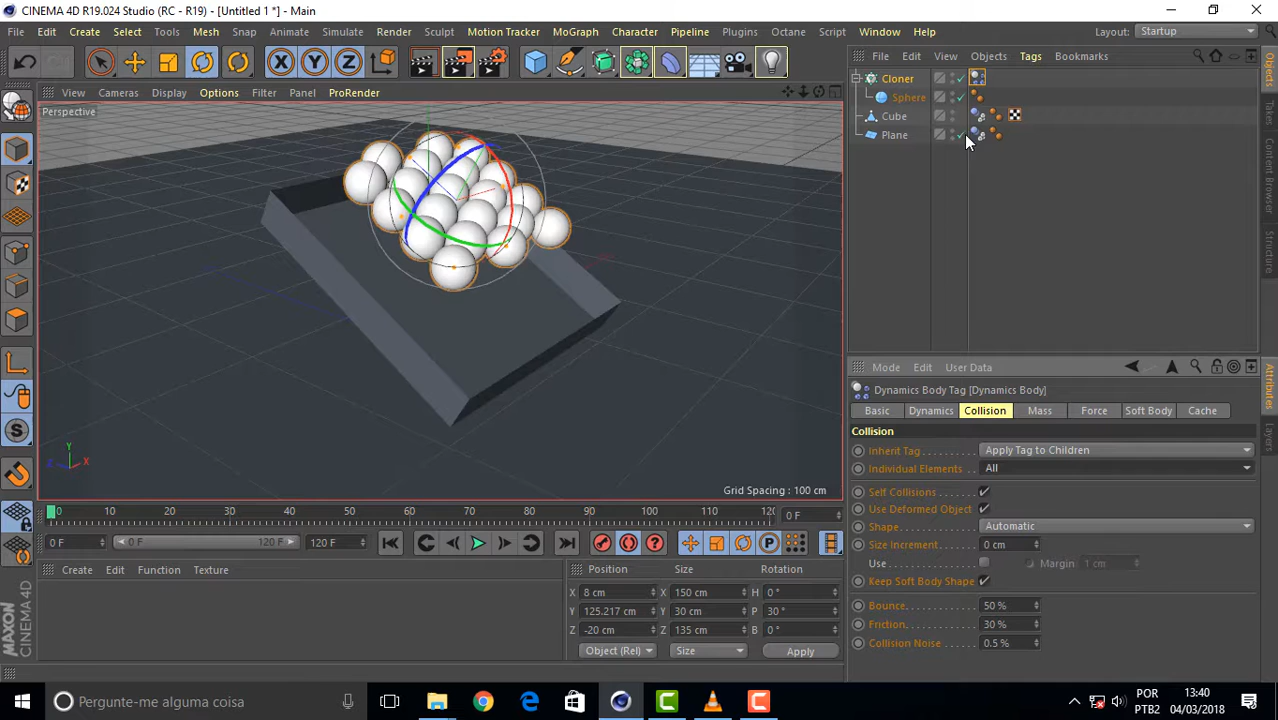 CINEMA 4D R19.024 Studio (RC - R19) - [Untitled 1 *] - Main
File Edit Create Select Tools Mesh Snap Animate Simulate Render Sculpt Motion Tracker MoGraph Character Pipeline Plugins Octane Script Window Help Layout: Startup
X Y Z
File Edit View Objects Tags Bookmarks
Cloner
Sphere
Cube
Plane
Objects
Takes
Content Browser
Structure
View Cameras Display Options Filter Panel ProRender
Perspective
Y
Z X
Grid Spacing : 100 cm
Mode Edit User Data
Attributes
Layers
Dynamics Body Tag [Dynamics Body]
Basic Dynamics Collision Mass Force Soft Body Cache
Collision
Inherit Tag Apply Tag to Children
Individual Elements All
Self Collisions
Use Deformed Object
Shape Automatic
Size Increment 0 cm
Use Margin 1 cm
Keep Soft Body Shape
Bounce 50 %
Friction 30 %
Collision Noise 0.5 %
0 10 20 30 40 50 60 70 80 90 100 110 120 0 F
0 F 0 F 120 F 120 F
Create Edit Function Texture
Position Size Rotation
X 8 cm X 150 cm H 0 °
Y 125.217 cm Y 30 cm P 30 °
Z -20 cm Z 135 cm B 0 °
Object (Rel) Size Apply
MAXON
CINEMA 4D
Pergunte-me alguma coisa
POR
PTB2
13:40
04/03/2018